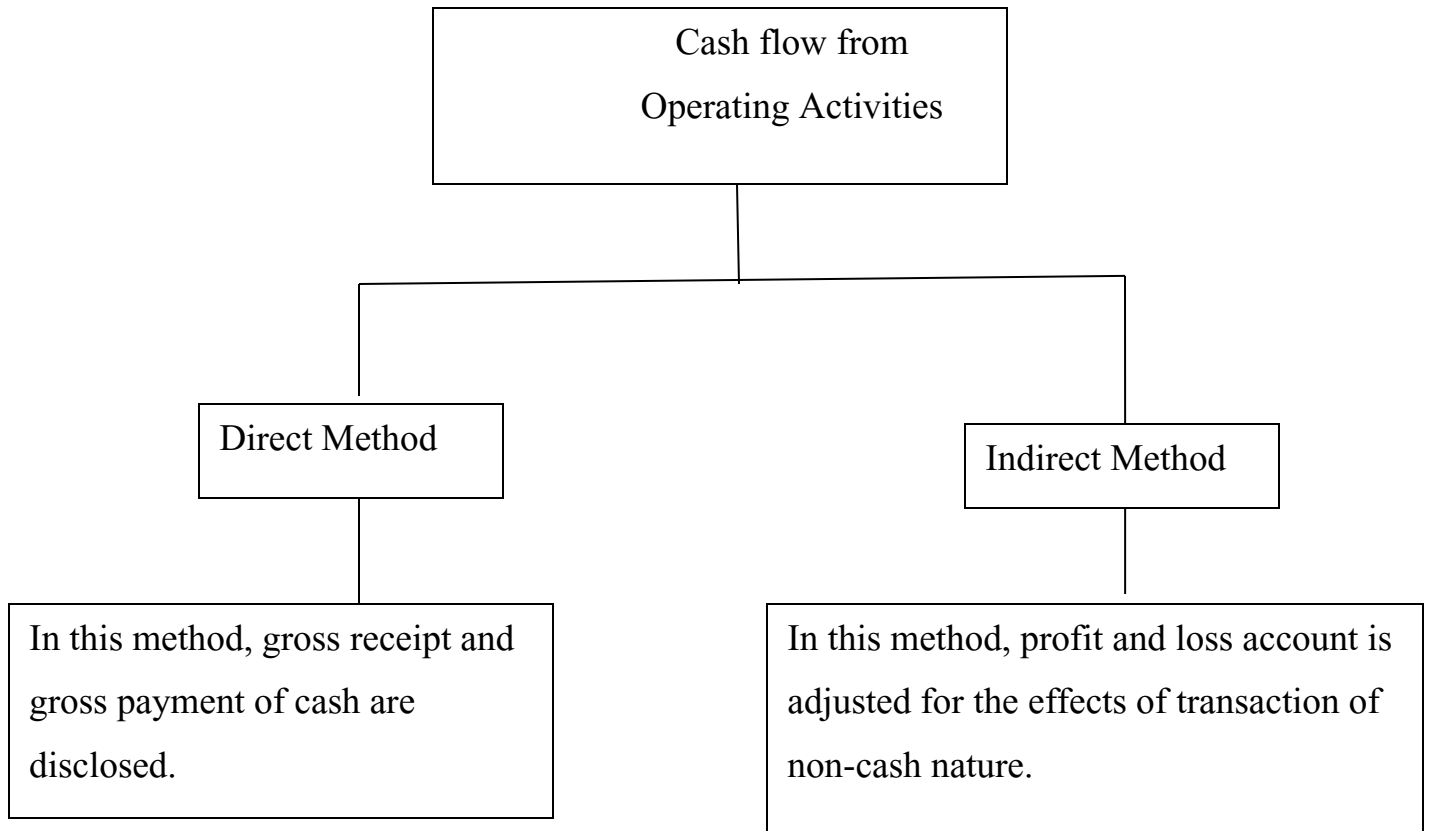 Cash flow from
Operating Activities
Direct Method
Indirect Method
In this method, gross receipt and
gross payment of cash are
disclosed.
In this method, profit and loss account is
adjusted for the effects of transaction of
non-cash nature.